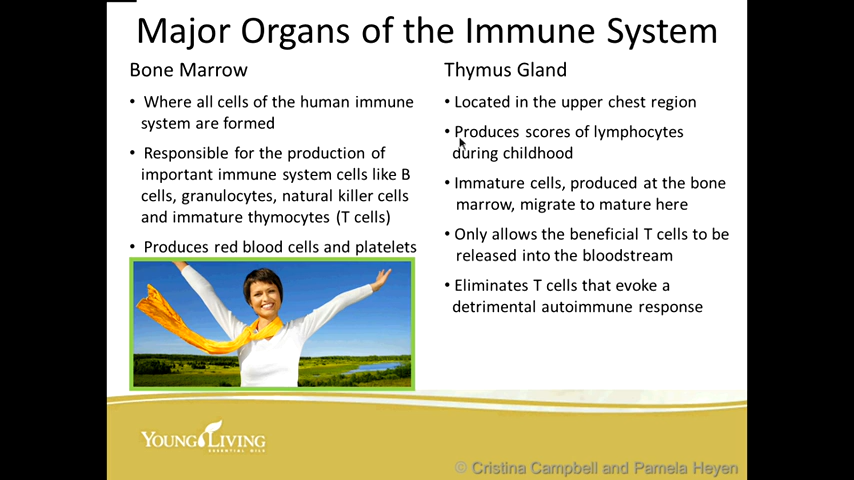 Major Organs of the Immune System
Bone Marrow
• Where all cells of the human immune
system are formed
• Responsible for the production of
important immune system cells like B
cells, granulocytes, natural killer cells
and immature thymocytes (T cells)
• Produces red blood cells and platelets
Thymus Gland
• Located in the upper chest region
• Produces scores of lymphocytes
during childhood
• Immature cells, produced at the bone
marrow, migrate to mature here
• Only allows the beneficial T cells to be
released into the bloodstream
• Eliminates T cells that evoke a
detrimental autoimmune response
YOUNG LIVING
ESSENTIAL OILS
© Cristina Campbell and Pamela Heyen